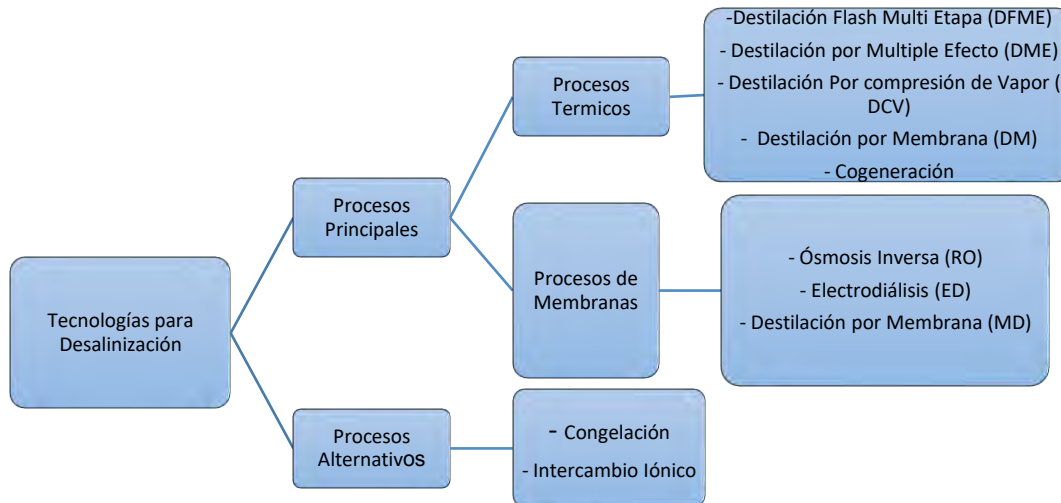 Tecnologías para
Desalinización
Procesos
Principales
Procesos
Termicos
-Destilación Flash Multi Etapa (DFME)
- Destilación por Multiple Efecto (DME)
- Destilación Por compresión de Vapor (
DCV)
- Destilación por Membrana (DM)
- Cogeneración
Procesos de
Membranas
- Ósmosis Inversa (RO)
- Electrodiálisis (ED)
- Destilación por Membrana (MD)
Procesos
Alternativos
- Congelación
- Intercambio Iónico